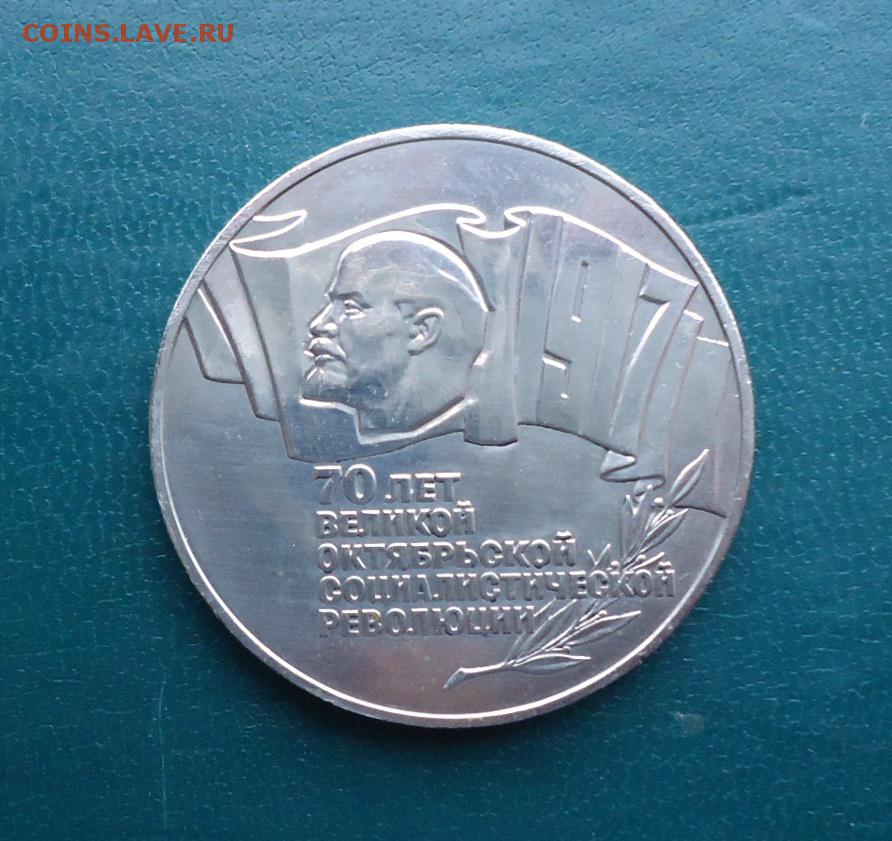 COINS.LAVE.RU
1917
70 ЛЕТ
ВЕЛИКОЙ
ОКТЯБРЬСКОЙ
СОЦИАЛИСТИЧЕСКОЙ
РЕВОЛЮЦИИ